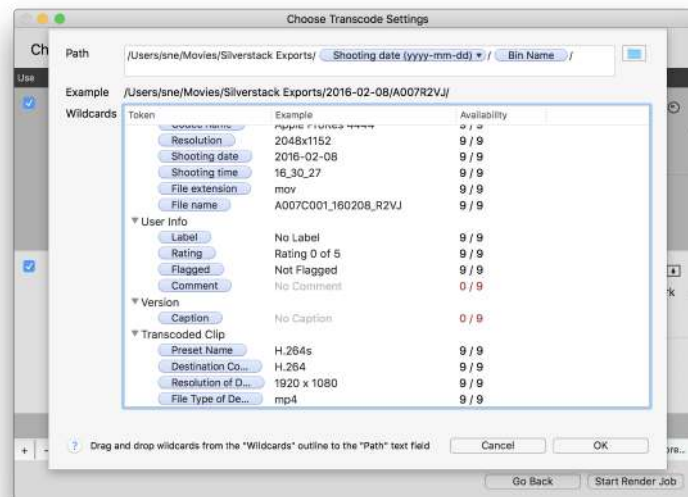 Choose Transcode Settings
Ch
Path /Users/sne/Movies/Silverstack Exports/ Shooting date (yyyy-mm-dd) / Bin Name /
Use
Example /Users/sne/Movies/Silverstack Exports/2016-02-08/A007R2VJ/
Wildcards Token Example Availability
Apple ProRes 4444 9 / 9
Resolution 2048x1152 9 / 9
Shooting date 2016-02-08 9 / 9
Shooting time 16_30_27 9 / 9
File extension mov 9 / 9
File name A007C001_160208_R2VJ 9 / 9
User Info
Label No Label 9 / 9
Rating Rating 0 of 5 9 / 9
Flagged Not Flagged 9 / 9
Comment No Comment 0 / 9
rk
Version
Caption No Caption 0 / 9
Transcoded Clip
Preset Name H.264s 9 / 9
Destination Co... H.264 9 / 9
Resolution of D... 1920 x 1080 9 / 9
File Type of De... mp4 9 / 9
+ - ? Drag and drop wildcards from the "Wildcards" outline to the "Path" text field Cancel OK ore...
Go Back Start Render Job